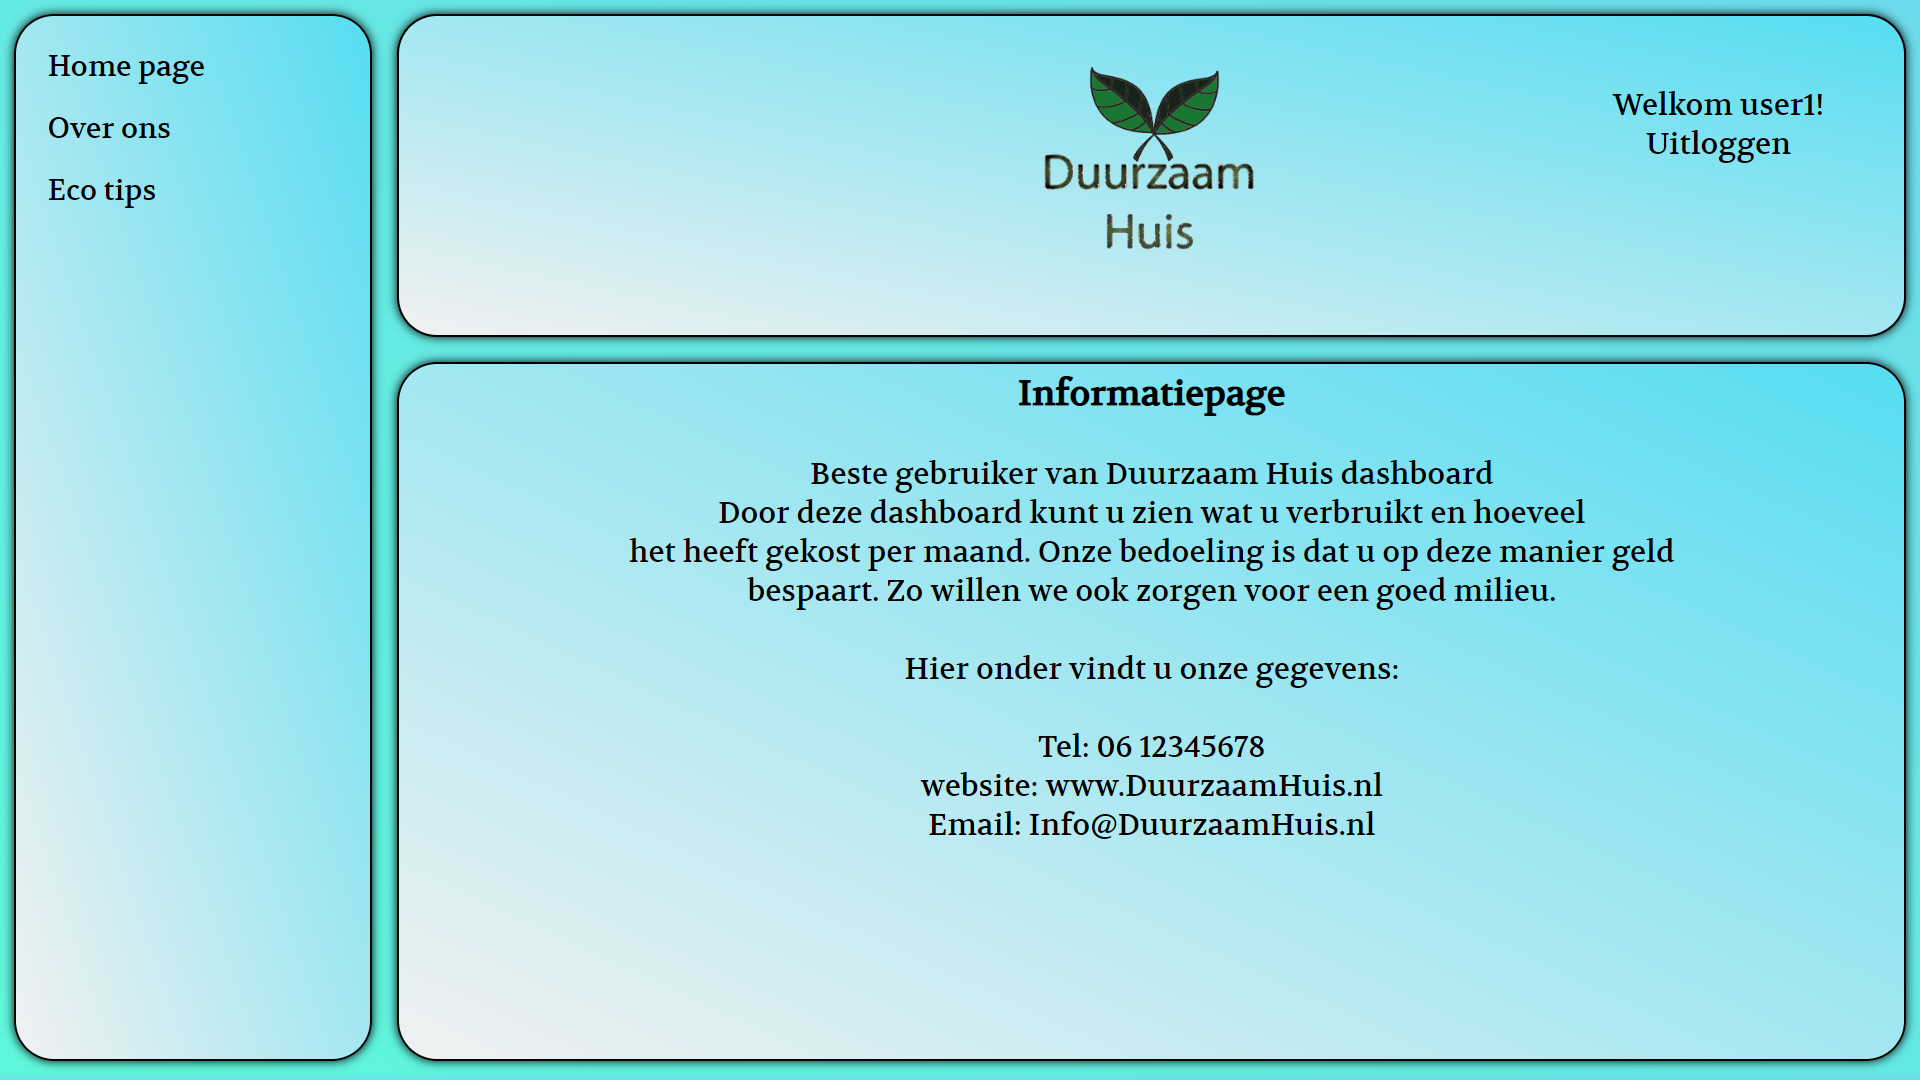 Home page
Over ons
Eco tips
Duurzaam
Huis
Welkom user1!
Uitloggen
Informatiepage
Beste gebruiker van Duurzaam Huis dashboard
Door deze dashboard kunt u zien wat u verbruikt en hoeveel
het heeft gekost per maand. Onze bedoeling is dat u op deze manier geld
bespaart. Zo willen we ook zorgen voor een goed milieu.
Hier onder vindt u onze gegevens:
Tel: 06 12345678
website: www.DuurzaamHuis.nl
Email: Info@DuurzaamHuis.nl